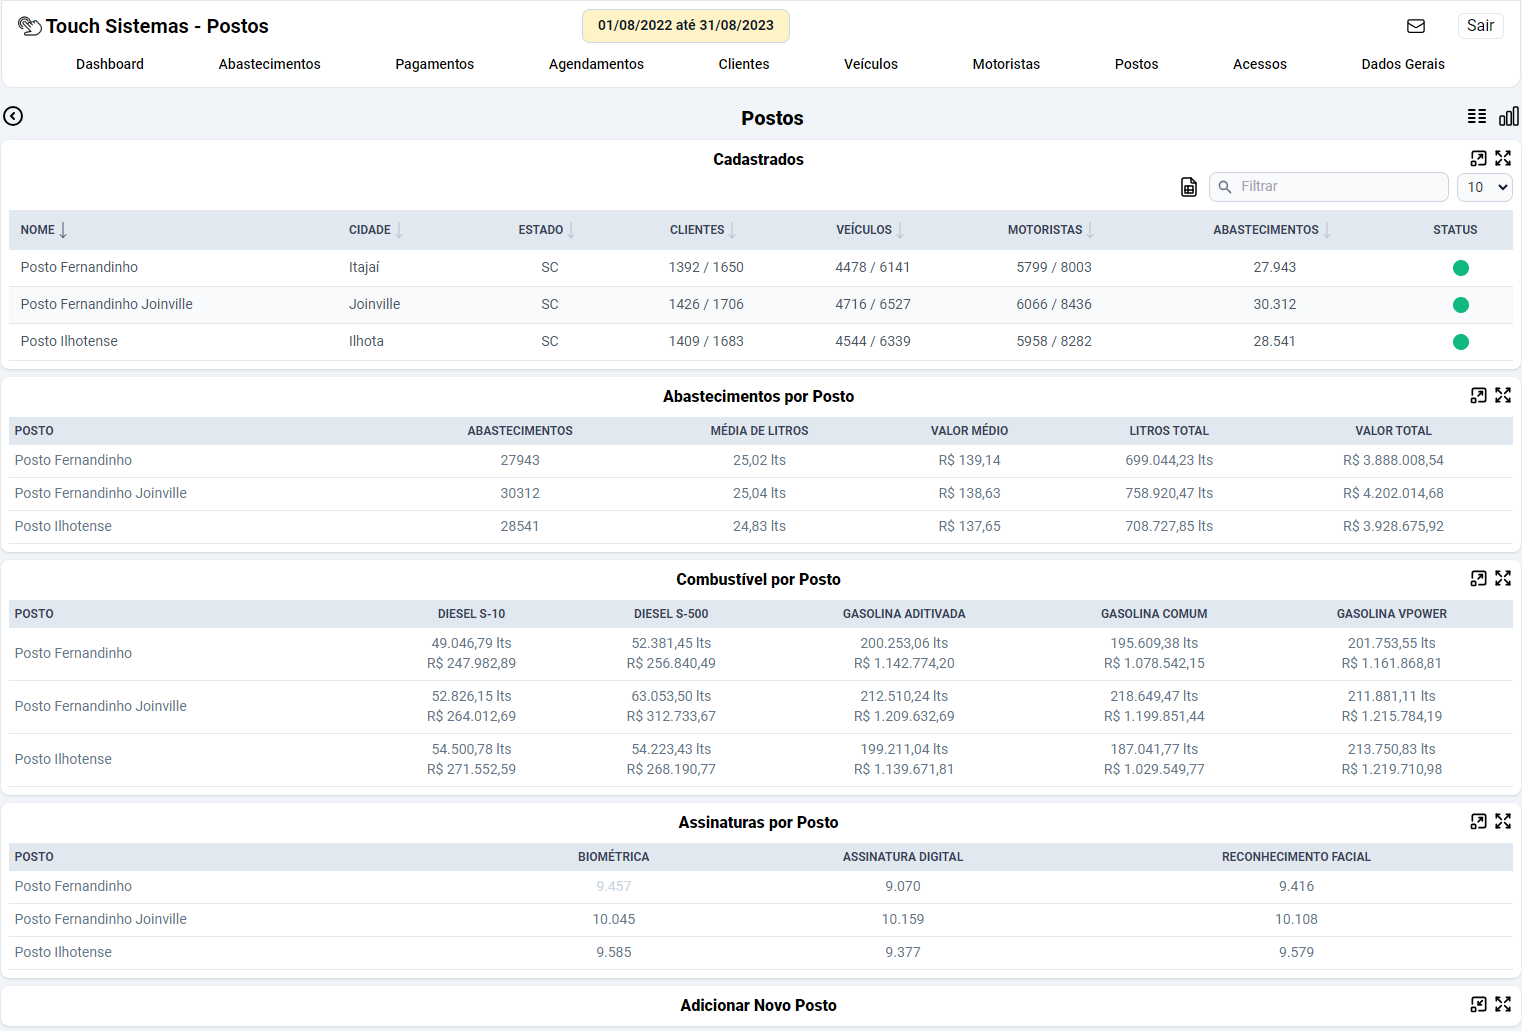 Touch Sistemas - Postos
01/08/2022 até 31/08/2023
Sair
Dashboard Abastecimentos Pagamentos Agendamentos Clientes Veículos Motoristas Postos Acessos Dados Gerais
Postos
Cadastrados
Filtrar 10
NOME CIDADE ESTADO CLIENTES VEÍCULOS MOTORISTAS ABASTECIMENTOS STATUS
Posto Fernandinho Itajaí SC 1392 / 1650 4478 / 6141 5799 / 8003 27.943
Posto Fernandinho Joinville Joinville SC 1426 / 1706 4716 / 6527 6066 / 8436 30.312
Posto Ilhotense Ilhota SC 1409 / 1683 4544 / 6339 5958 / 8282 28.541
Abastecimentos por Posto
POSTO ABASTECIMENTOS MÉDIA DE LITROS VALOR MÉDIO LITROS TOTAL VALOR TOTAL
Posto Fernandinho 27943 25,02 lts R$ 139,14 699.044,23 lts R$ 3.888.008,54
Posto Fernandinho Joinville 30312 25,04 lts R$ 138,63 758.920,47 lts R$ 4.202.014,68
Posto Ilhotense 28541 24,83 lts R$ 137,65 708.727,85 lts R$ 3.928.675,92
Combustível por Posto
POSTO DIESEL S-10 DIESEL S-500 GASOLINA ADITIVADA GASOLINA COMUM GASOLINA VPOWER
49.046,79 lts 52.381,45 lts 200.253,06 lts 195.609,38 lts 201.753,55 lts
Posto Fernandinho
R$ 247.982,89 R$ 256.840,49 R$ 1.142.774,20 R$ 1.078.542,15 R$ 1.161.868,81
52.826,15 lts 63.053,50 lts 212.510,24 lts 218.649,47 lts 211.881,11 lts
Posto Fernandinho Joinville
R$ 264.012,69 R$ 312.733,67 R$ 1.209.632,69 R$ 1.199.851,44 R$ 1.215.784,19
54.500,78 lts 54.223,43 lts 199.211,04 lts 187.041,77 lts 213.750,83 lts
Posto Ilhotense
R$ 271.552,59 R$ 268.190,77 R$ 1.139.671,81 R$ 1.029.549,77 R$ 1.219.710,98
Assinaturas por Posto
POSTO BIOMÉTRICA ASSINATURA DIGITAL RECONHECIMENTO FACIAL
Posto Fernandinho 9.457 9.070 9.416
Posto Fernandinho Joinville 10.045 10.159 10.108
Posto Ilhotense 9.585 9.377 9.579
Adicionar Novo Posto